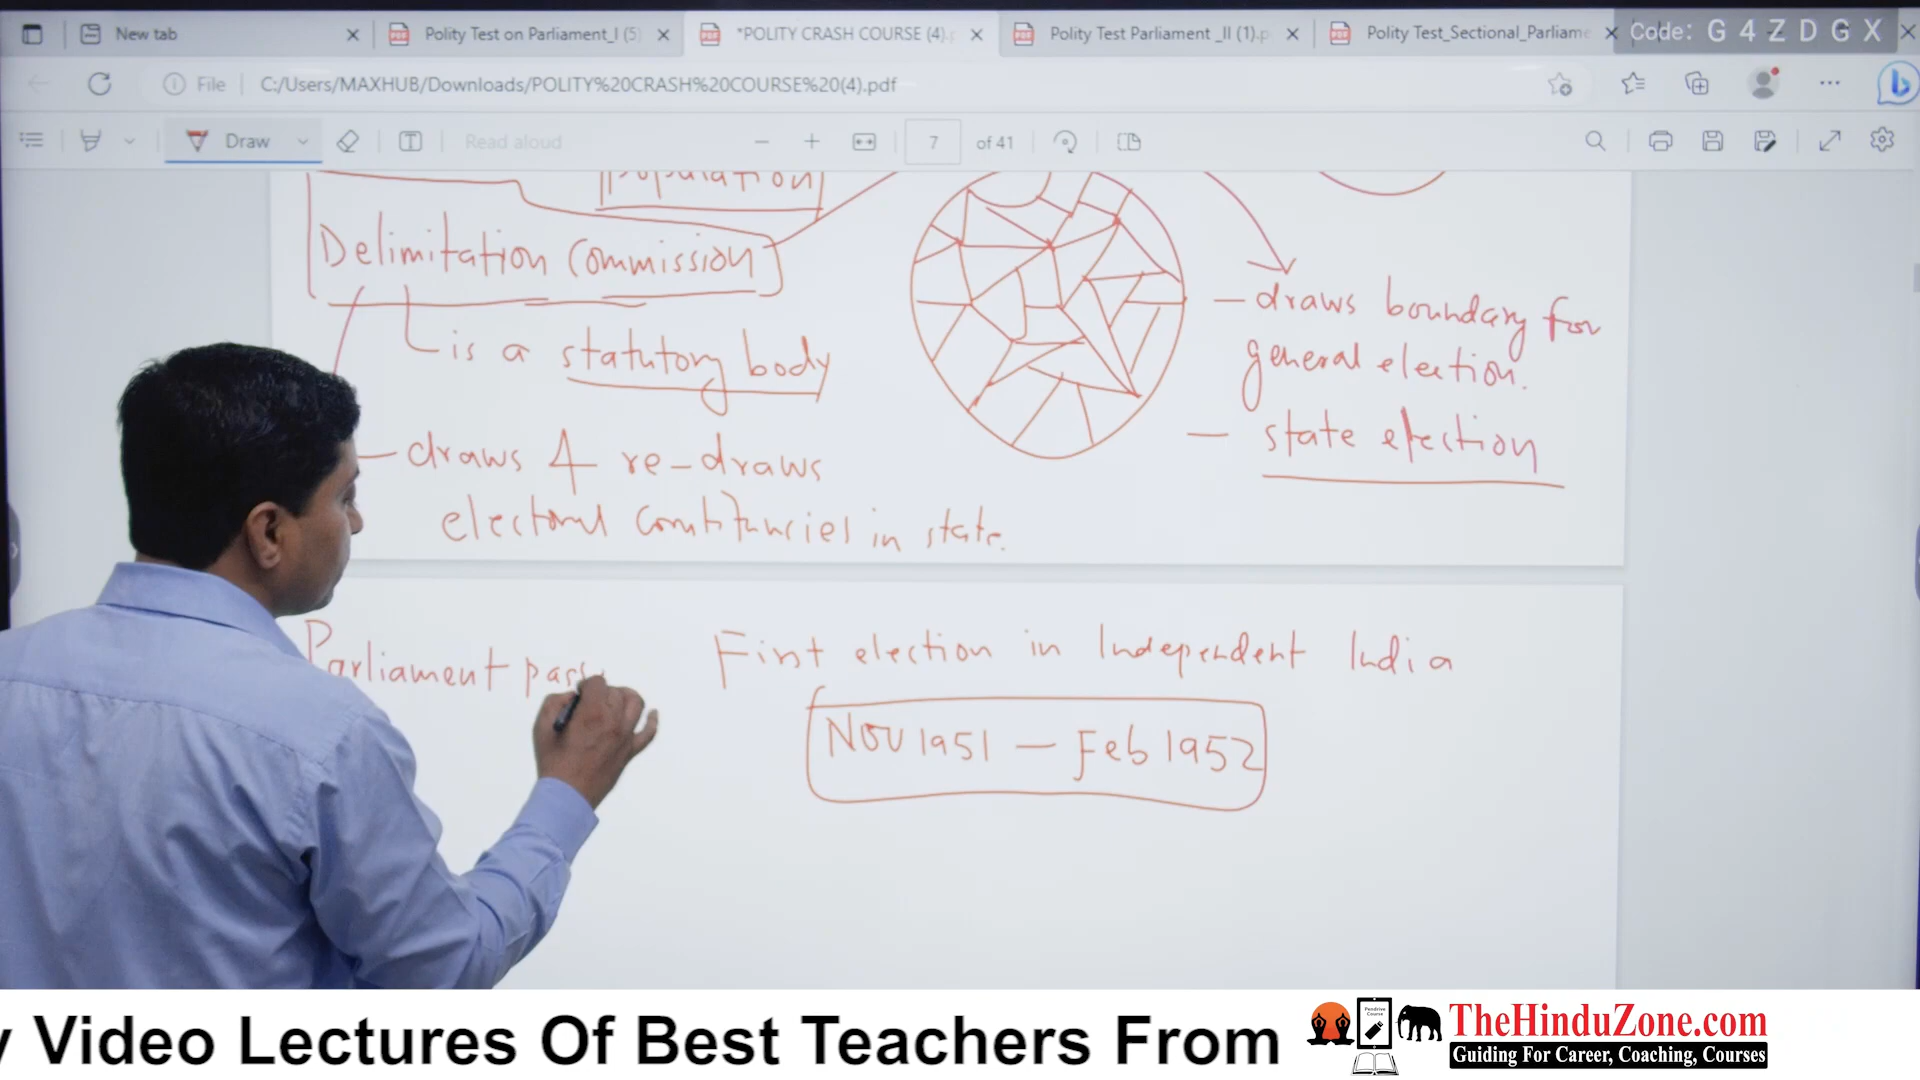 New tab
Polity Test on Parliament_I (5)
*POLITY CRASH COURSE (4).p
Polity Test Parliament _II (1).p
Polity Test_Sectional_Parliame
Code: G 4 Z D G X
File
C:/Users/MAXHUB/Downloads/POLITY%20CRASH%20COURSE%20(4).pdf
Draw
Read aloud
7 of 41
Population
Delimitation Commission
is a statutory body
— draws & re-draws
electoral constituencies in state.
— draws boundary for
general election.
— state election
Parliament pass
First election in Independent India
Nov 1951 — Feb 1952
Video Lectures Of Best Teachers From
Pendrive
Course
TheHinduZone.com
Guiding For Career, Coaching, Courses